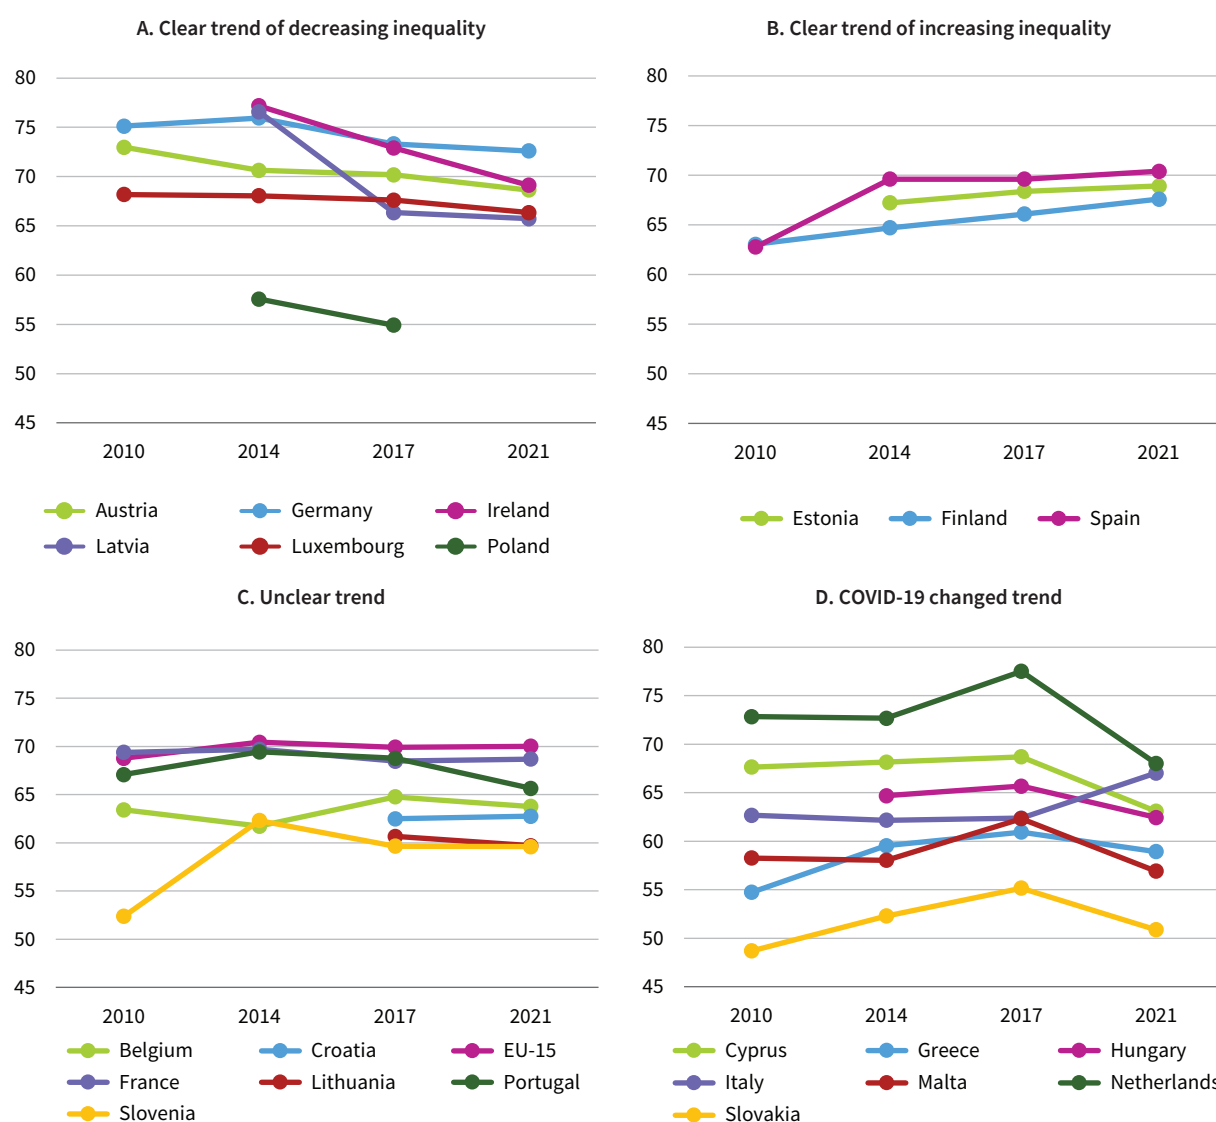 A. Clear trend of decreasing inequality
80
75
70
65
60
55
50
45
2010 2014 2017 2021
Austria Germany Ireland
Latvia Luxembourg Poland
B. Clear trend of increasing inequality
80
75
70
65
60
55
50
45
2010 2014 2017 2021
Estonia Finland Spain
C. Unclear trend
80
75
70
65
60
55
50
45
2010 2014 2017 2021
Belgium Croatia EU-15
France Lithuania Portugal
Slovenia
D. COVID-19 changed trend
80
75
70
65
60
55
50
45
2010 2014 2017 2021
Cyprus Greece Hungary
Italy Malta Netherlands
Slovakia